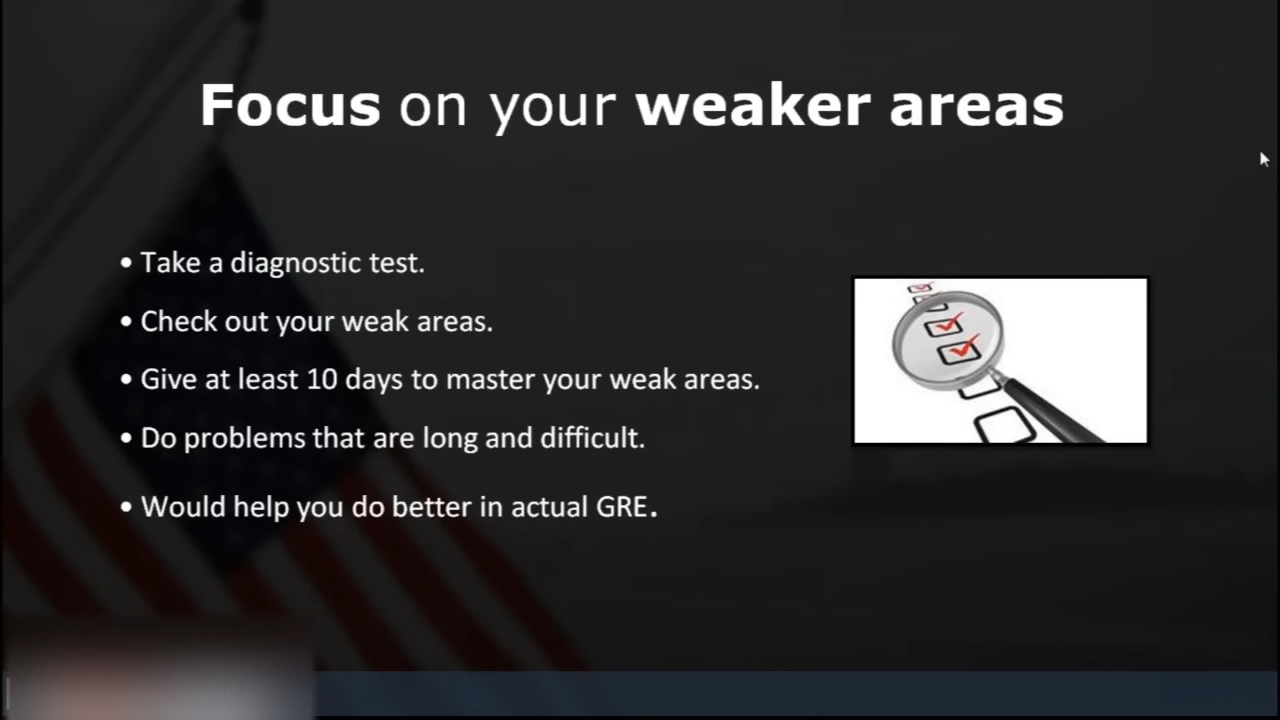 Focus on your weaker areas
• Take a diagnostic test.
• Check out your weak areas.
• Give at least 10 days to master your weak areas.
• Do problems that are long and difficult.
• Would help you do better in actual GRE.